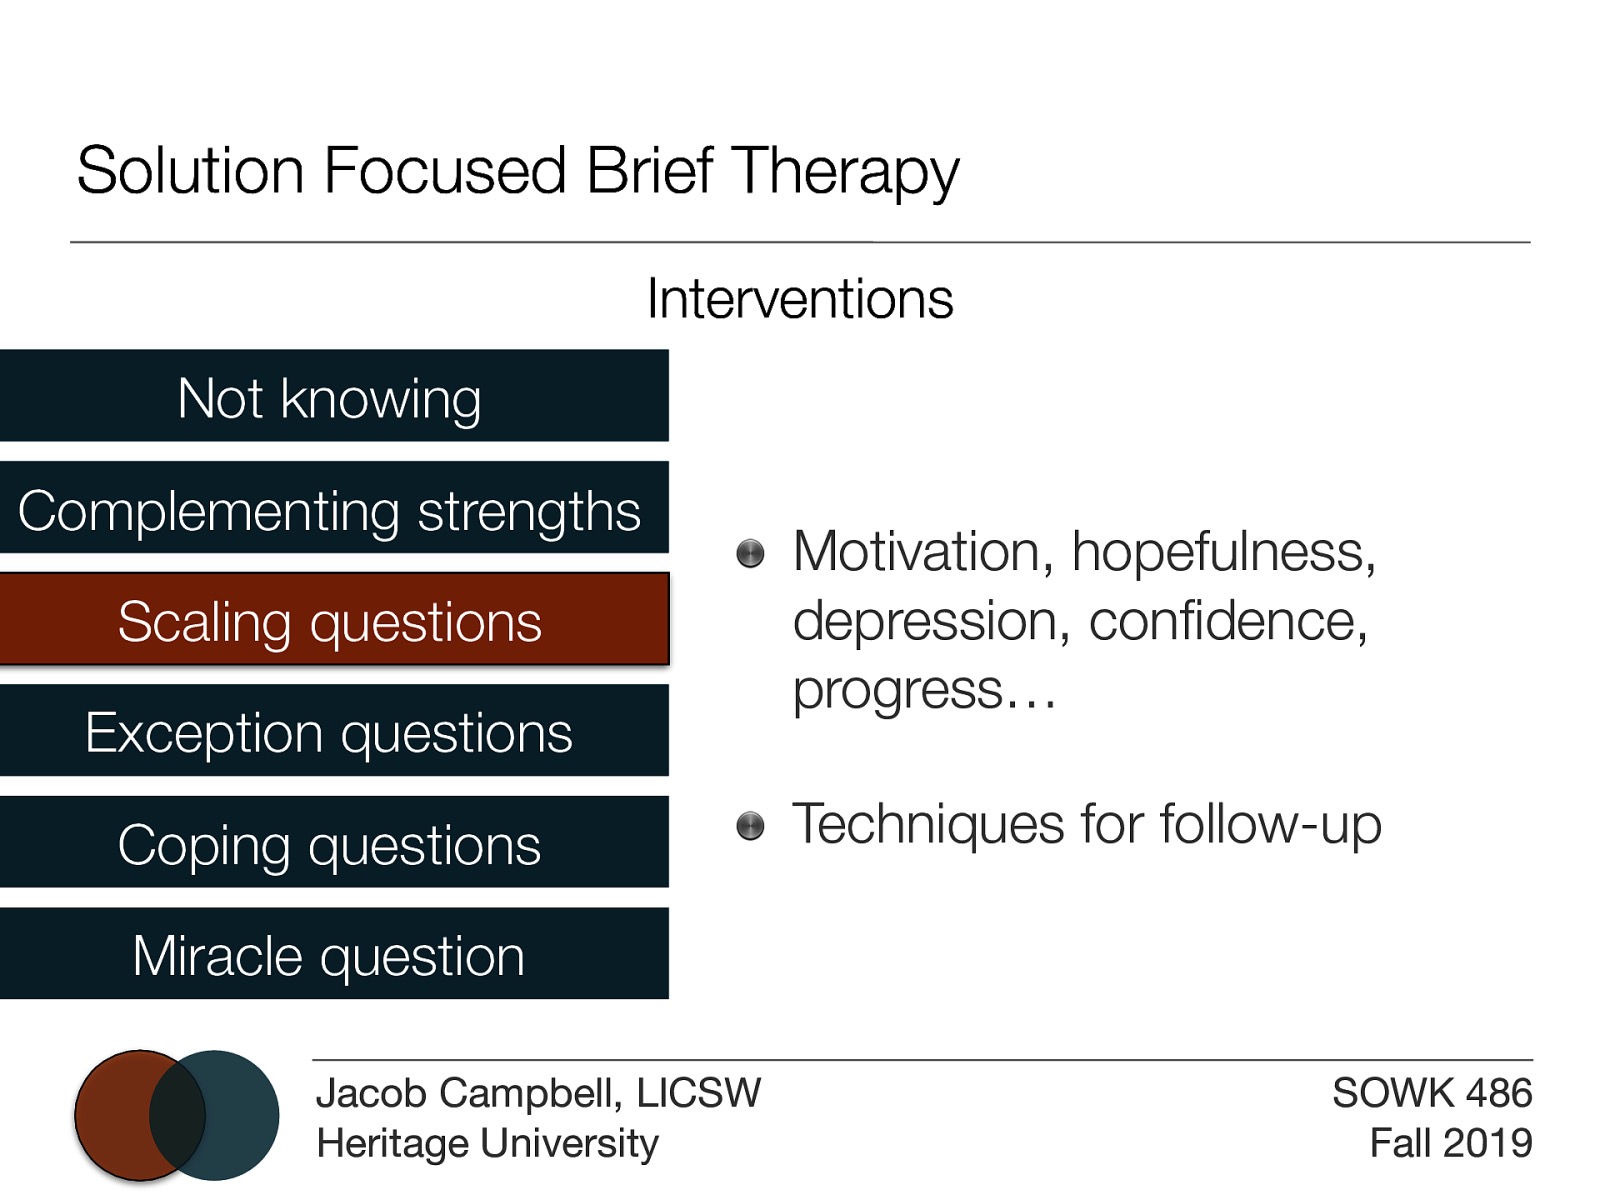 Solution Focused Brief Therapy
Interventions
Not knowing
Complementing strengths
Scaling questions
Exception questions
Coping questions
Miracle question
Motivation, hopefulness,
depression, confidence,
progress…
Techniques for follow-up
Jacob Campbell, LICSW
Heritage University
SOWK 486
Fall 2019